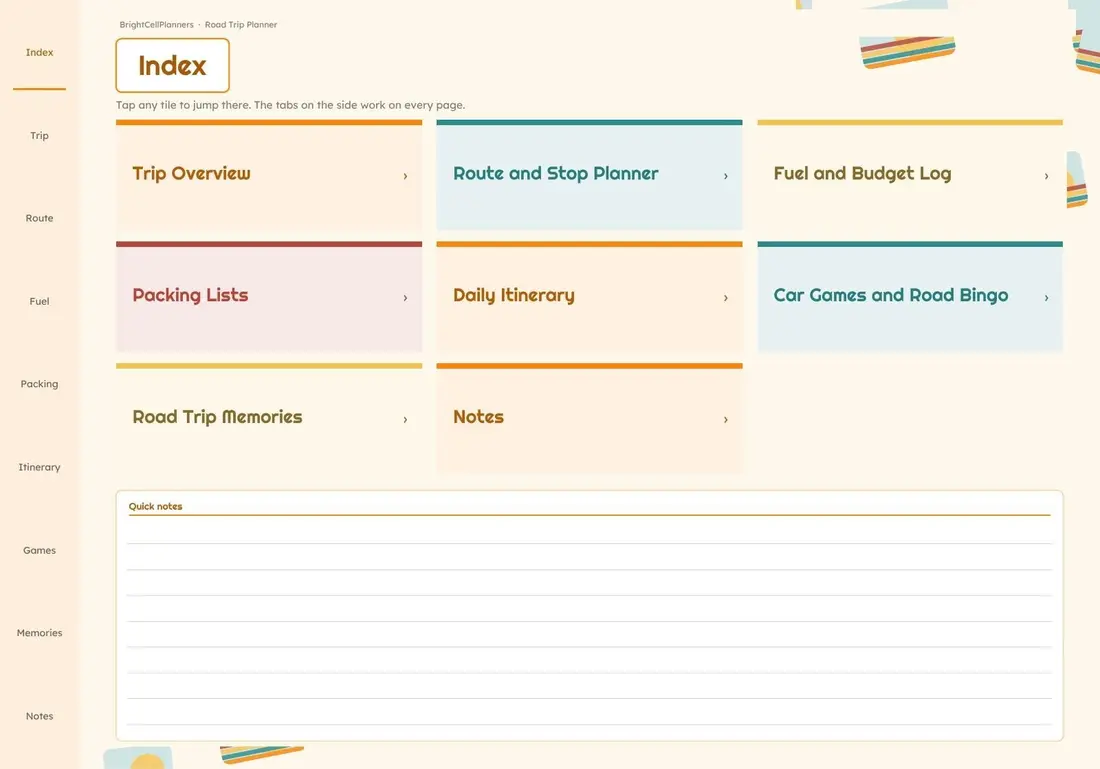 BrightCellPlanners · Road Trip Planner
Index
Tap any tile to jump there. The tabs on the side work on every page.
Index
Trip
Route
Fuel
Packing
Itinerary
Games
Memories
Notes
Trip Overview ›
Route and Stop Planner ›
Fuel and Budget Log ›
Packing Lists ›
Daily Itinerary ›
Car Games and Road Bingo ›
Road Trip Memories ›
Notes ›
Quick notes